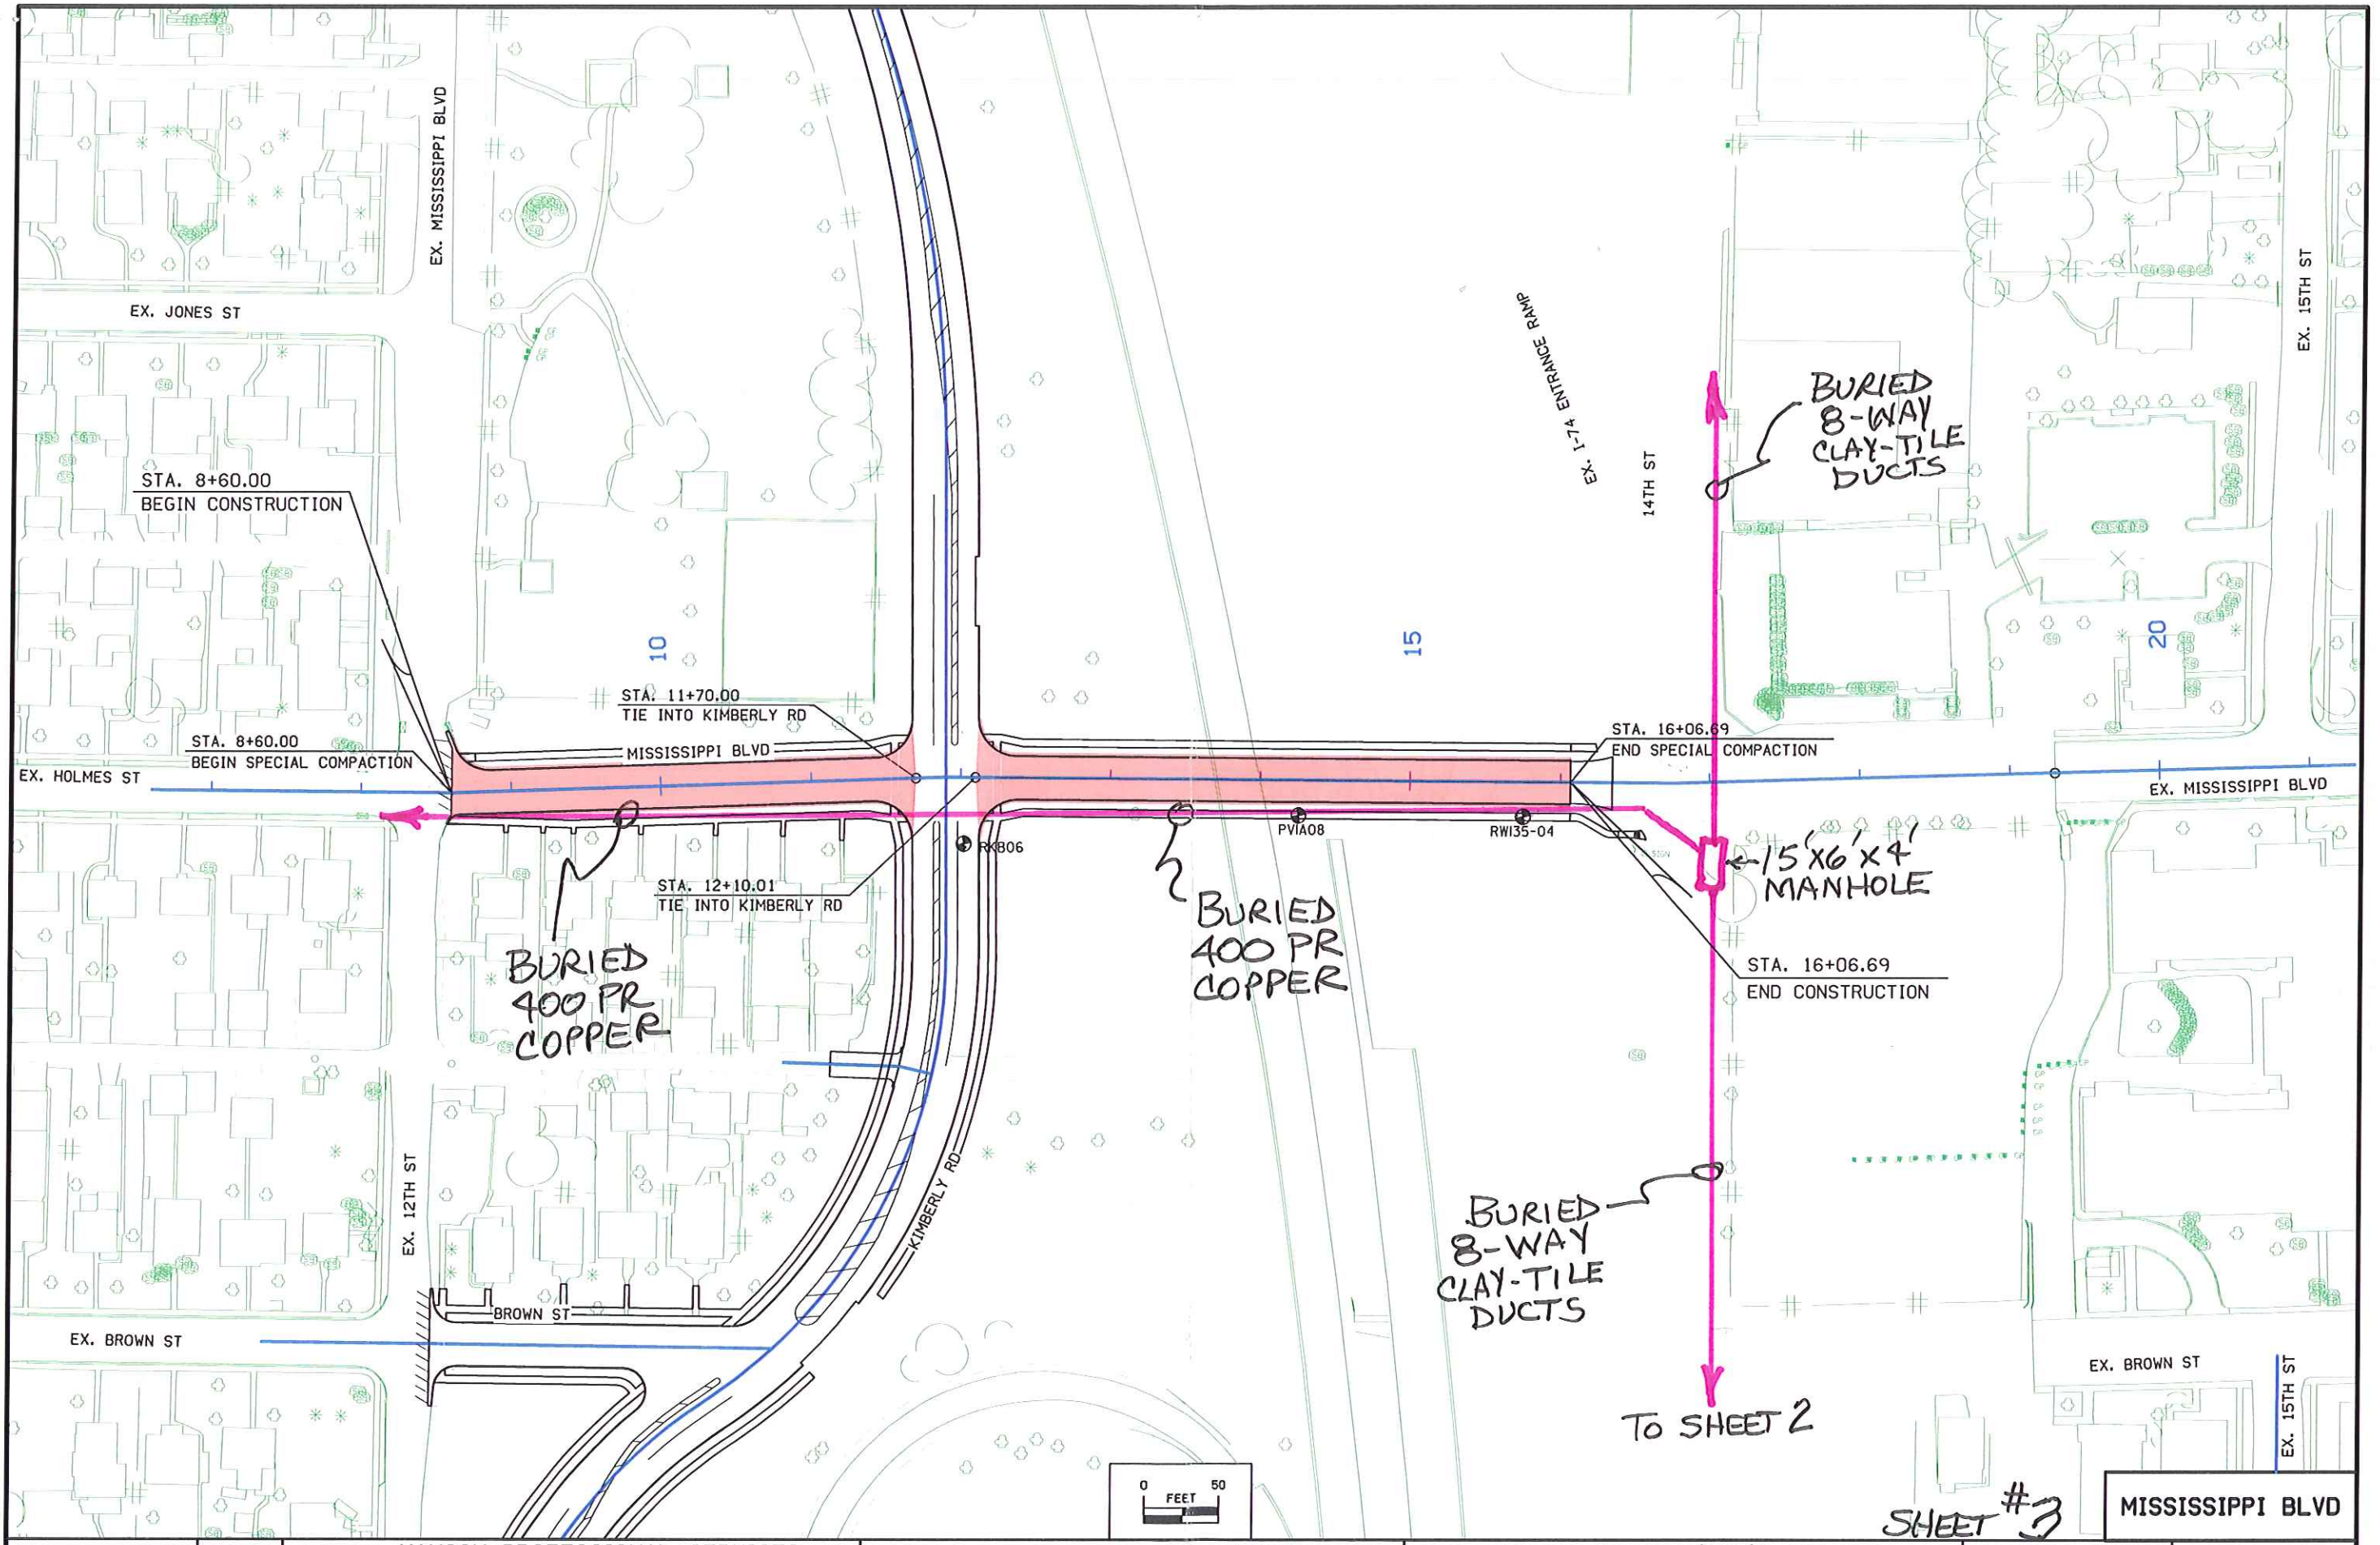 EX. MISSISSIPPI BLVD
EX. JONES ST
EX. 15TH ST
EX. I-74 ENTRANCE RAMP
14TH ST
BURIED
8-WAY
CLAY-TILE
DUCTS
STA. 8+60.00
BEGIN CONSTRUCTION
10
15
20
STA. 11+70.00
TIE INTO KIMBERLY RD
STA. 8+60.00
BEGIN SPECIAL COMPACTION
MISSISSIPPI BLVD
STA. 16+06.69
END SPECIAL COMPACTION
EX. HOLMES ST
EX. MISSISSIPPI BLVD
PVIA08
RWI35-04
RKB06
SIGN
15'X6'X4'
MANHOLE
STA. 12+10.01
TIE INTO KIMBERLY RD
BURIED
400 PR
COPPER
BURIED
400 PR
COPPER
STA. 16+06.69
END CONSTRUCTION
EX. 12TH ST
KIMBERLY RD
BURIED
8-WAY
CLAY-TILE
DUCTS
BROWN ST
EX. BROWN ST
EX. BROWN ST
EX. 15TH ST
TO SHEET 2
0 50
FEET
SHEET #3
MISSISSIPPI BLVD